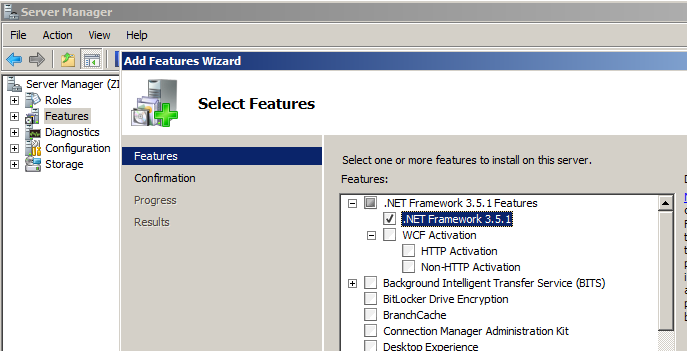 Server Manager
File Action View Help
Add Features Wizard
Server Manager (ZI
Roles
Features
Diagnostics
Configuration
Storage
Select Features
Features
Confirmation
Progress
Results
Select one or more features to install on this server.
Features:
.NET Framework 3.5.1 Features
.NET Framework 3.5.1
WCF Activation
HTTP Activation
Non-HTTP Activation
Background Intelligent Transfer Service (BITS)
BitLocker Drive Encryption
BranchCache
Connection Manager Administration Kit
Desktop Experience